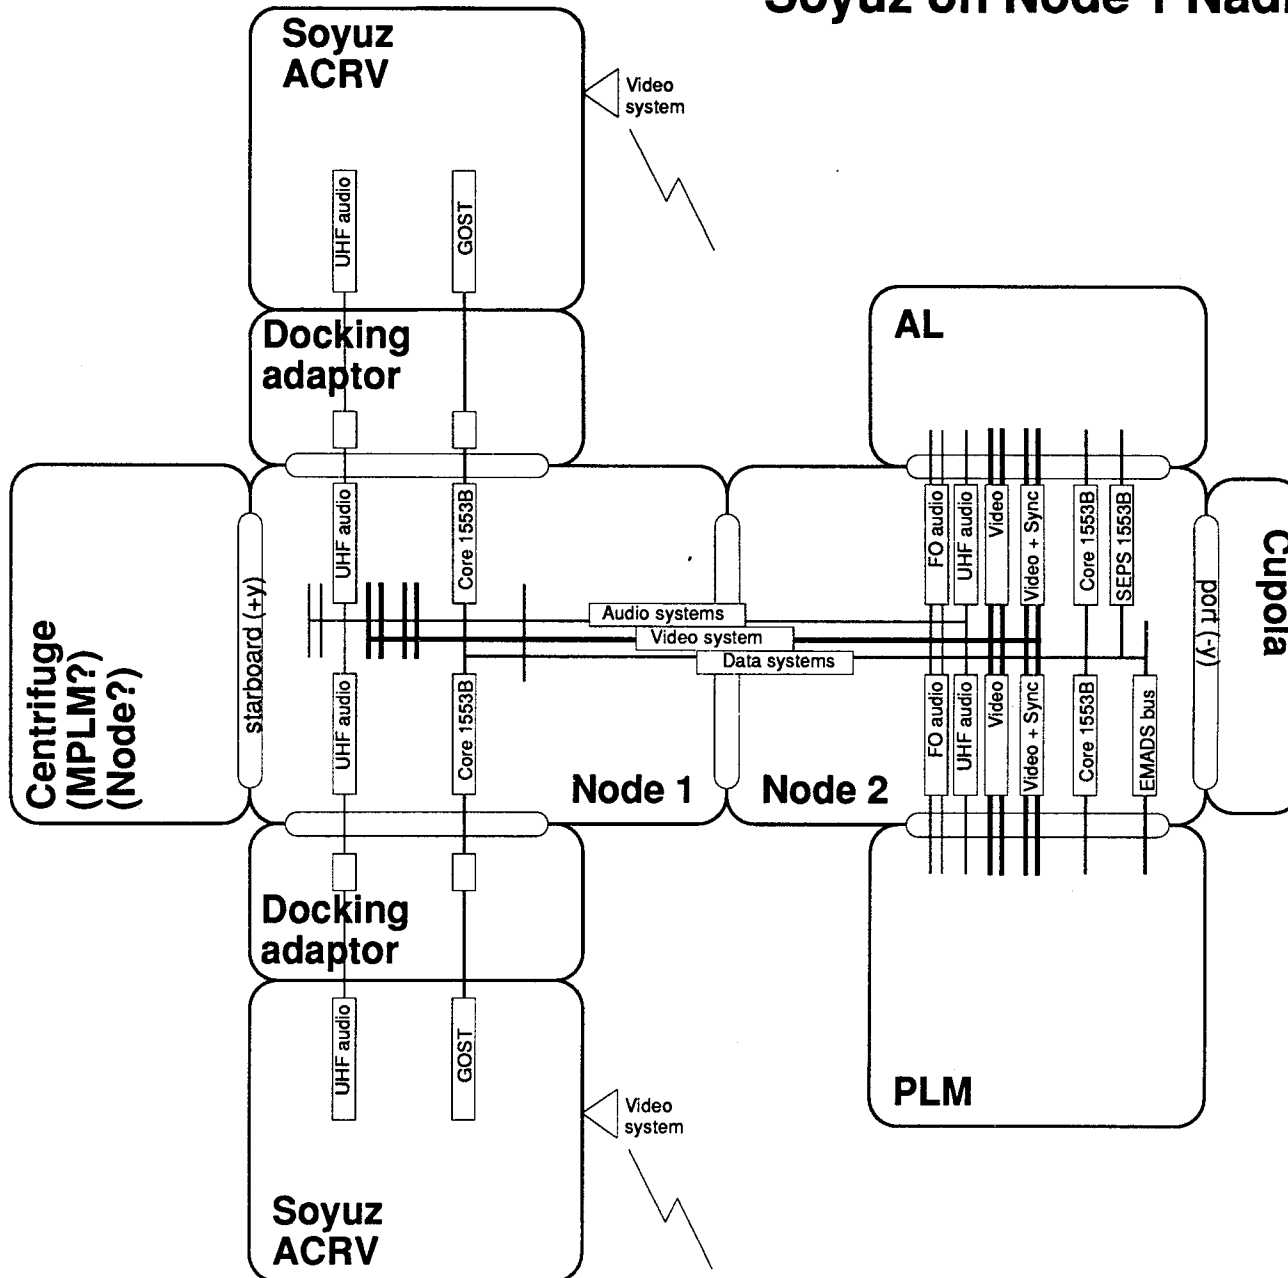 Soyuz on Node 1
Soyuz
ACRV
Video
system
UHF audio
GOST
Docking
adaptor
AL
UHF audio
Core 1553B
FO audio
UHF audio
Video
Video + Sync
Core 1553B
SEPS 1553B
Cupola
port (-y)
starboard (+y)
Centrifuge
(MPLM?)
(Node?)
Audio systems
Video system
Data systems
UHF audio
Core 1553B
FO audio
UHF audio
Video
Video + Sync
Core 1553B
EMADS bus
Node 1
Node 2
Docking
adaptor
UHF audio
GOST
Video
system
PLM
Soyuz
ACRV